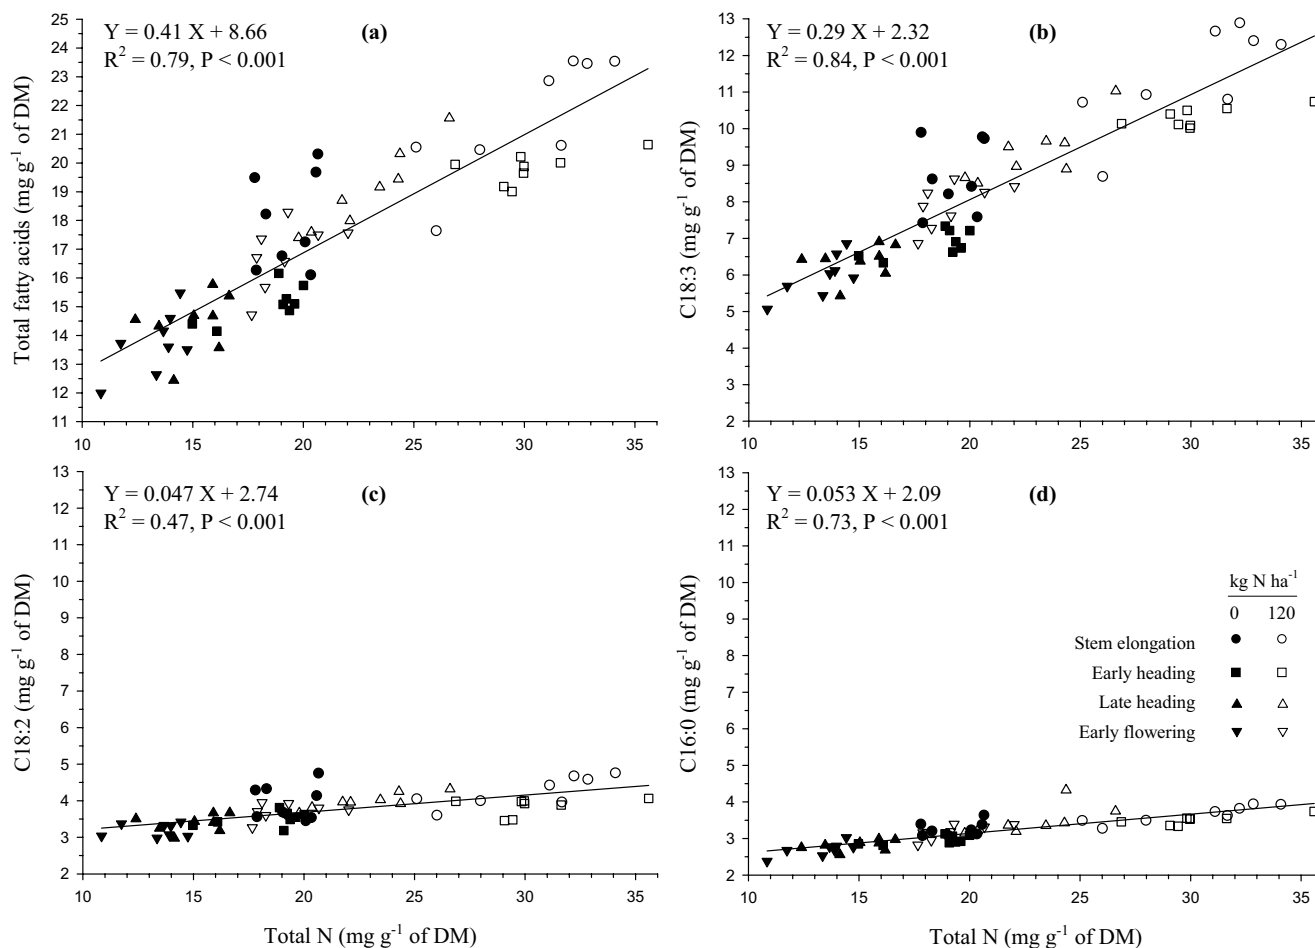 Y = 0.41 X + 8.66
(a)
R² = 0.79, P < 0.001
Total fatty acids (mg g⁻¹ of DM)
25
24
23
22
21
20
19
18
17
16
15
14
13
12
11
10 15 20 25 30 35
Y = 0.29 X + 2.32
(b)
R² = 0.84, P < 0.001
C18:3 (mg g⁻¹ of DM)
13
12
11
10
9
8
7
6
5
4
3
2
10 15 20 25 30 35
Y = 0.047 X + 2.74
(c)
R² = 0.47, P < 0.001
C18:2 (mg g⁻¹ of DM)
13
12
11
10
9
8
7
6
5
4
3
2
10 15 20 25 30 35
Total N (mg g⁻¹ of DM)
Y = 0.053 X + 2.09
(d)
R² = 0.73, P < 0.001
C16:0 (mg g⁻¹ of DM)
13
12
11
10
9
8
7
6
5
4
3
2
kg N ha⁻¹
0 120
Stem elongation
Early heading
Late heading
Early flowering
10 15 20 25 30 35
Total N (mg g⁻¹ of DM)